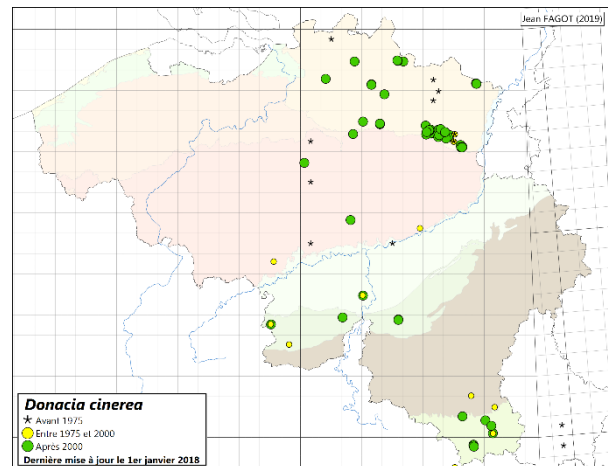 Jean FAGOT (2019)
Donacia cinerea
Avant 1975
Entre 1975 et 2000
Après 2000
Dernière mise à jour le 1er janvier 2018